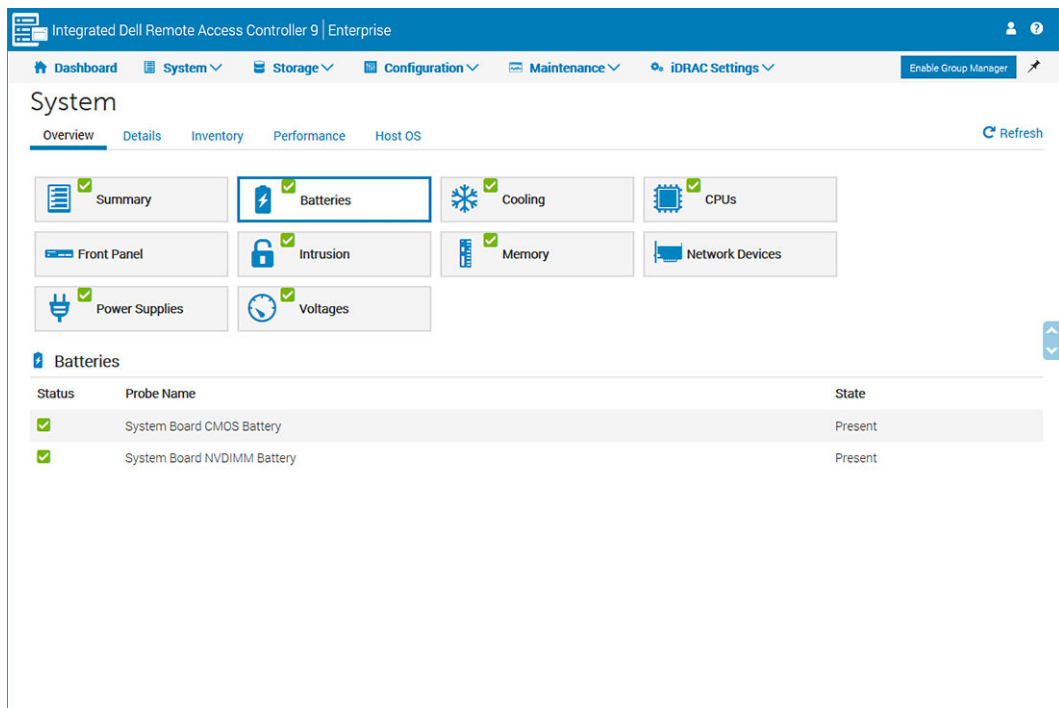 Integrated Dell Remote Access Controller 9 | Enterprise
Dashboard System Storage Configuration Maintenance iDRAC Settings Enable Group Manager
System
Overview Details Inventory Performance Host OS Refresh
Summary Batteries Cooling CPUs
Front Panel Intrusion Memory Network Devices
Power Supplies Voltages
Batteries
Status Probe Name State
System Board CMOS Battery Present
System Board NVDIMM Battery Present